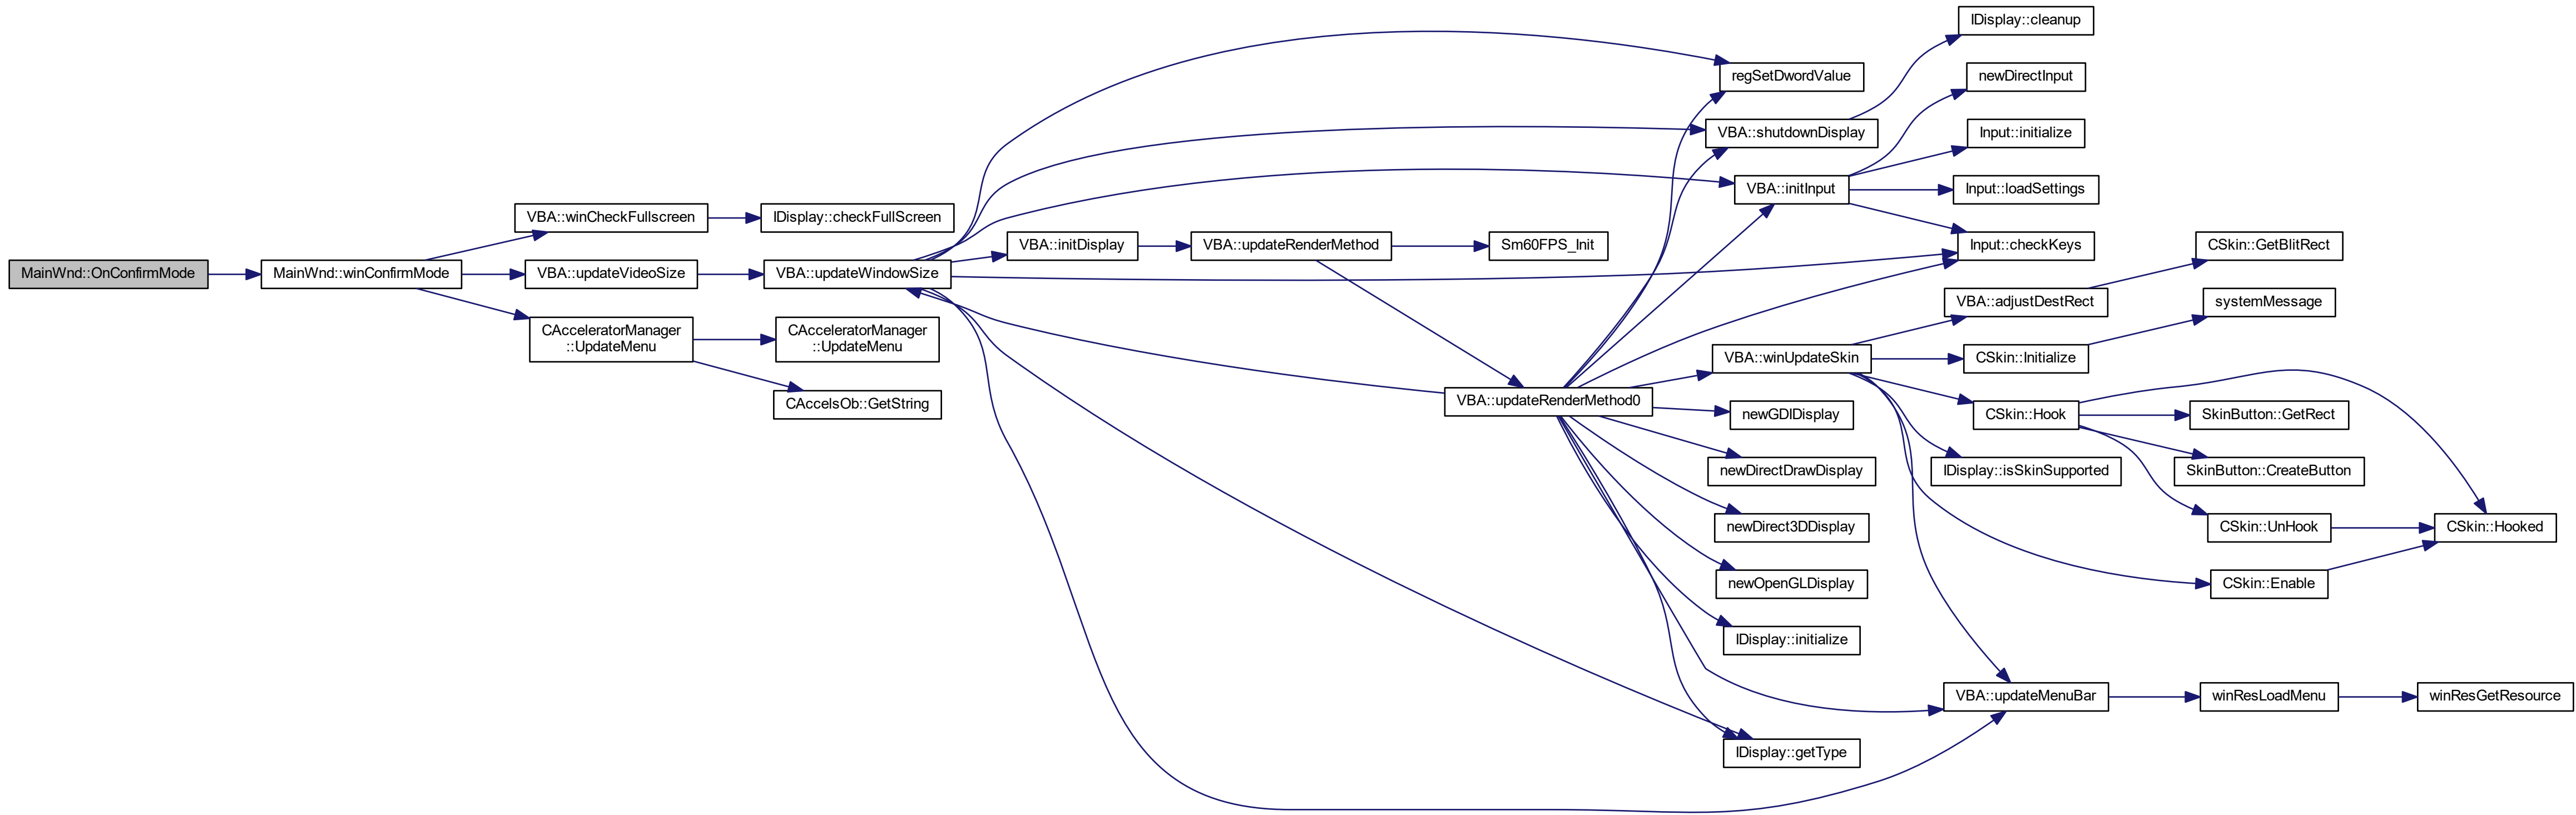 MainWnd::OnConfirmMode
MainWnd::winConfirmMode
VBA::winCheckFullscreen
IDisplay::checkFullScreen
VBA::updateVideoSize
VBA::updateWindowSize
CAcceleratorManager
::UpdateMenu
CAcceleratorManager
::UpdateMenu
CAccelsOb::GetString
VBA::initDisplay
VBA::updateRenderMethod
Sm60FPS_Init
VBA::updateRenderMethod0
regSetDwordValue
VBA::shutdownDisplay
IDisplay::cleanup
VBA::initInput
newDirectInput
Input::initialize
Input::loadSettings
Input::checkKeys
VBA::winUpdateSkin
newGDIDisplay
newDirectDrawDisplay
newDirect3DDisplay
newOpenGLDisplay
IDisplay::initialize
IDisplay::getType
VBA::adjustDestRect
CSkin::GetBlitRect
CSkin::Initialize
systemMessage
CSkin::Hook
SkinButton::GetRect
SkinButton::CreateButton
IDisplay::isSkinSupported
CSkin::UnHook
CSkin::Hooked
CSkin::Enable
VBA::updateMenuBar
winResLoadMenu
winResGetResource